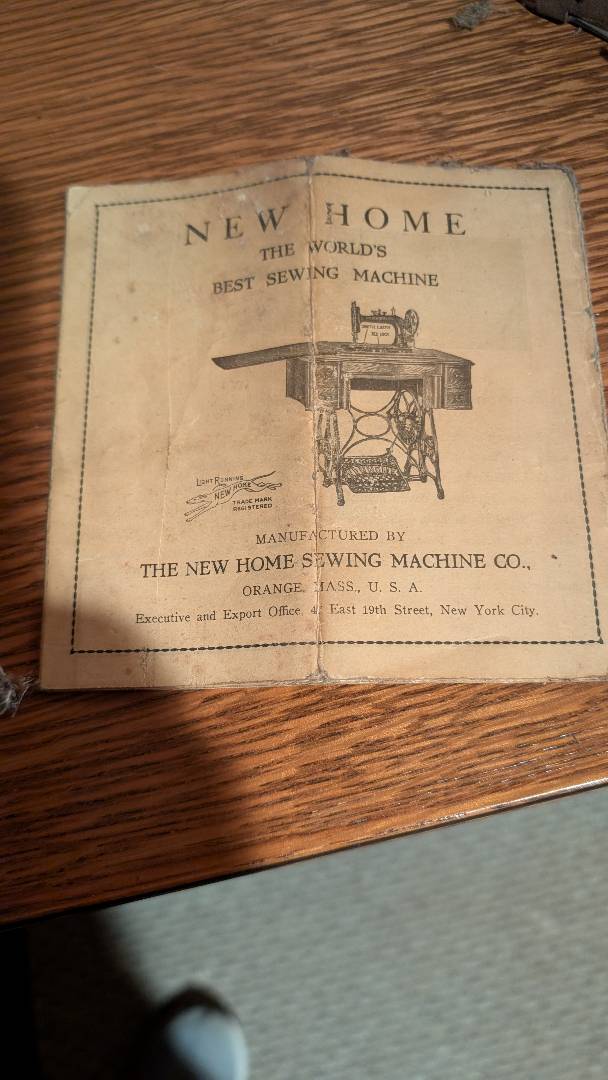 NEW HOME
THE WORLD'S
BEST SEWING MACHINE
LIGHT RUNNING
NEW HOME
TRADE MARK
REGISTERED
MANUFACTURED BY
THE NEW HOME SEWING MACHINE CO.,
ORANGE, MASS., U. S. A.
Executive and Export Office, East 19th Street, New York City.